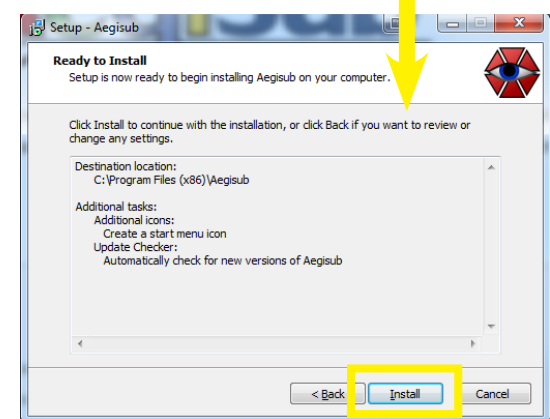 Setup - Aegisub
Ready to Install
Setup is now ready to begin installing Aegisub on your computer.
Click Install to continue with the installation, or click Back if you want to review or
change any settings.
Destination location:
C:\Program Files (x86)\Aegisub
Additional tasks:
Additional icons:
Create a start menu icon
Update Checker:
Automatically check for new versions of Aegisub
< Back
Install
Cancel